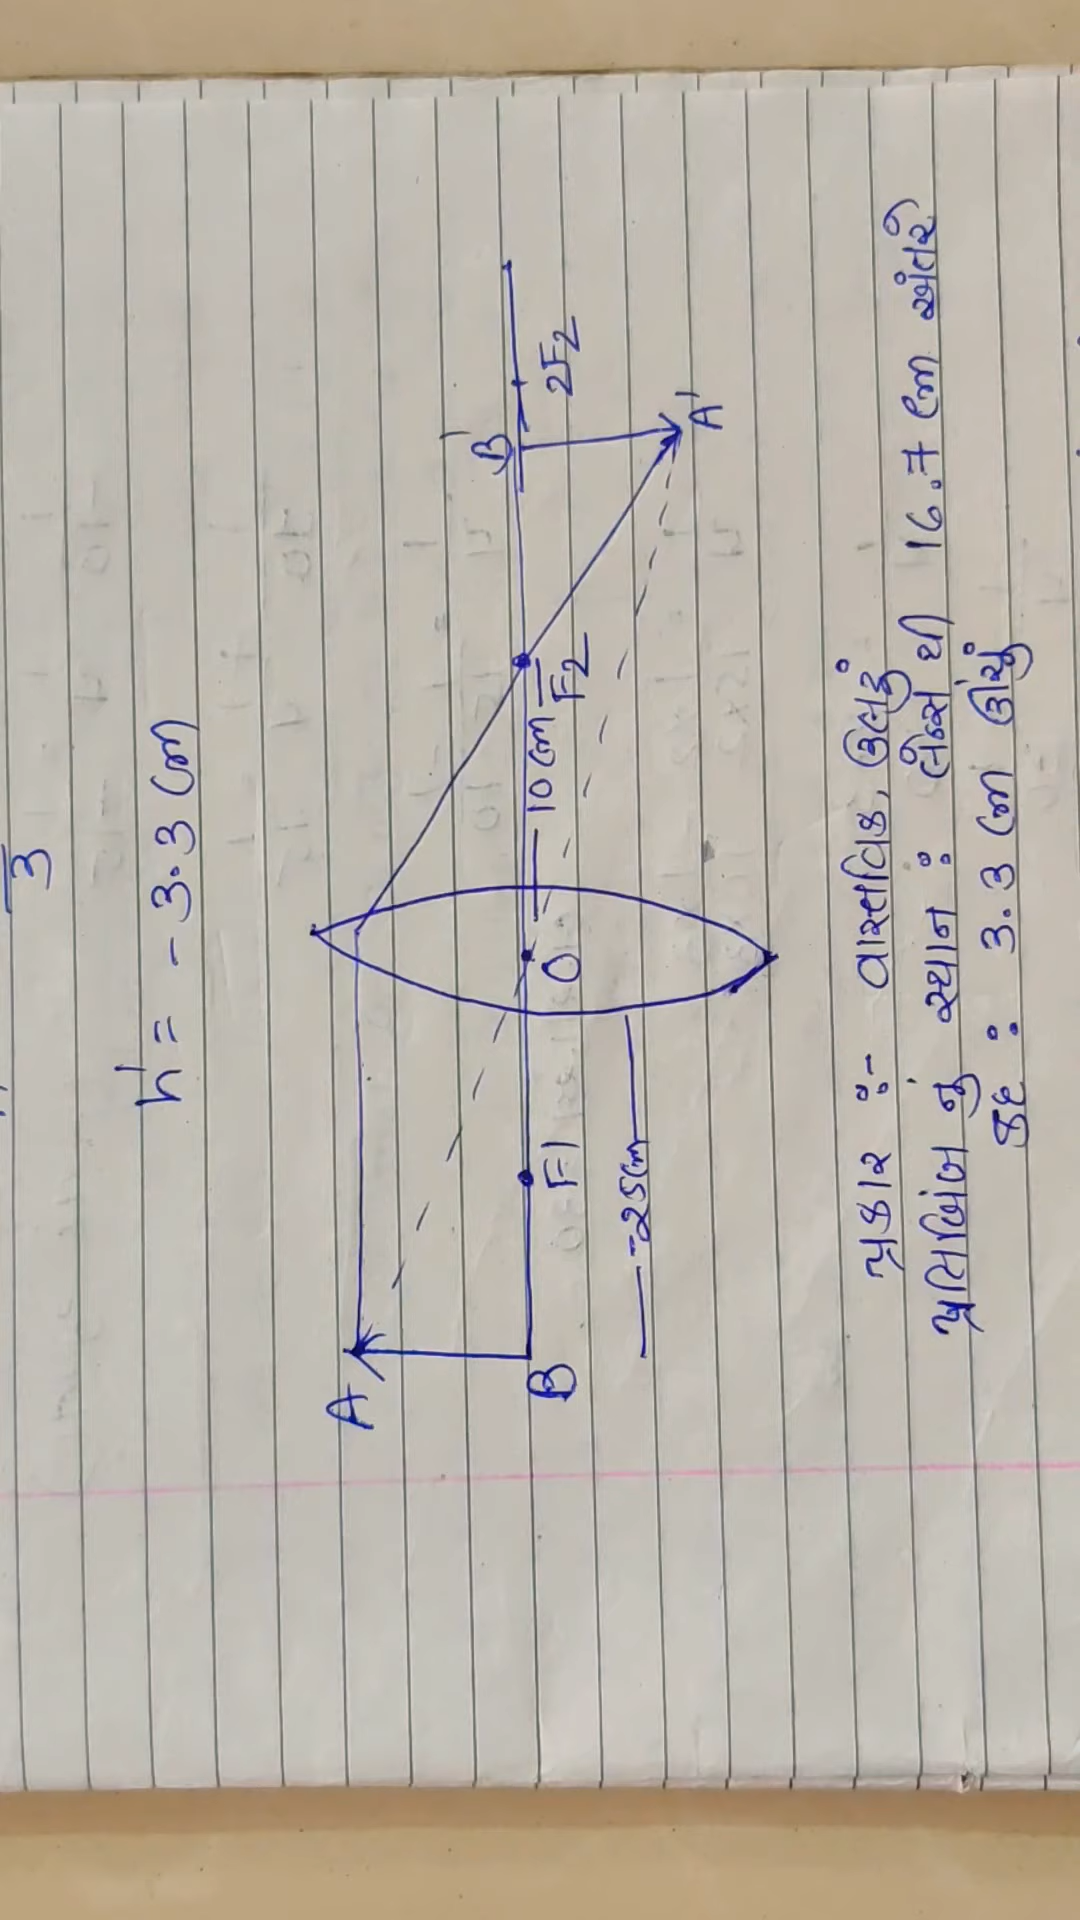 3
h' = - 3.3 cm
A
B' 2F2
10 cm F2
B F1 O
A'
-25cm
પ્રકાર :- વાસ્તવિક, ઉલટું
પ્રતિબિંબ નું સ્થાન : લેન્સ થી 16.7 cm અંતરે
કદ : 3.3 cm ઊંચું